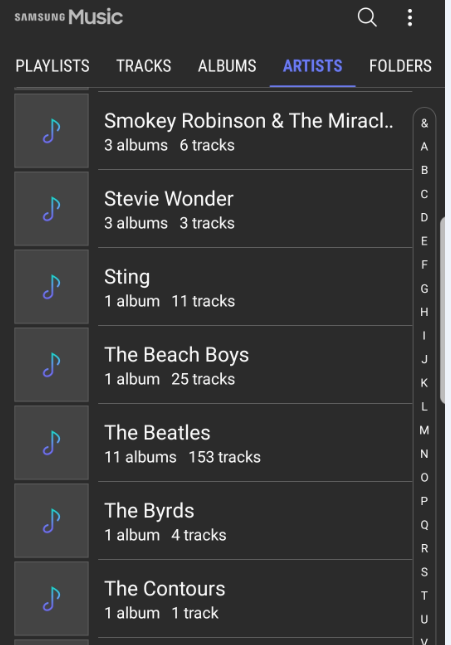 SAMSUNG Music
PLAYLISTS TRACKS ALBUMS ARTISTS FOLDERS
Smokey Robinson & The Miracl..
3 albums 6 tracks
Stevie Wonder
3 albums 3 tracks
Sting
1 album 11 tracks
The Beach Boys
1 album 25 tracks
The Beatles
11 albums 153 tracks
The Byrds
1 album 4 tracks
The Contours
1 album 1 track
&
A
B
C
D
E
F
G
H
I
J
K
L
M
N
O
P
Q
R
S
T
U
V